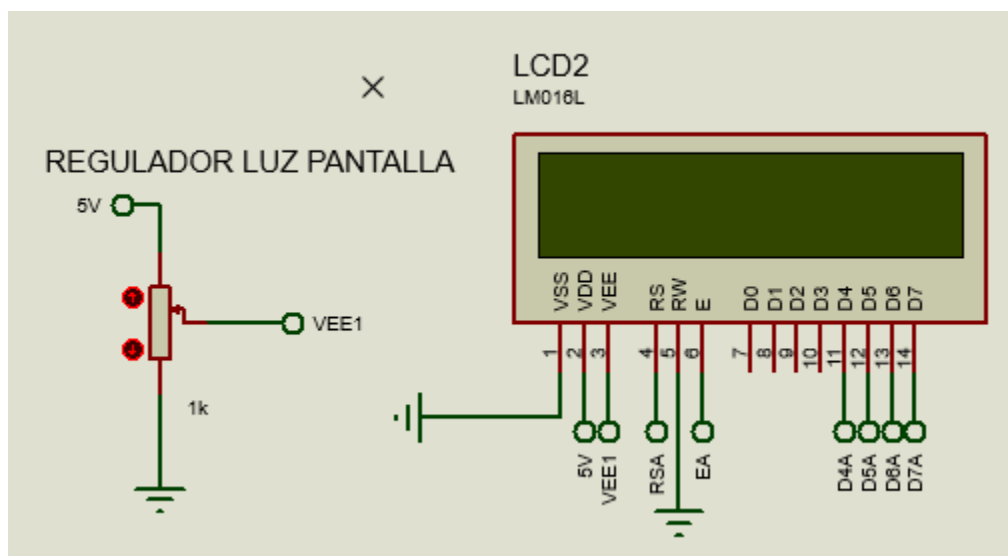 LCD2
LM016L
REGULADOR LUZ PANTALLA
5V
VEE1
1k
VSS
VDD
VEE
RS
RW
E
D0
D1
D2
D3
D4
D5
D6
D7
1
2
3
4
5
6
7
8
9
10
11
12
13
14
5V
VEE1
RSA
EA
D4A
D5A
D6A
D7A